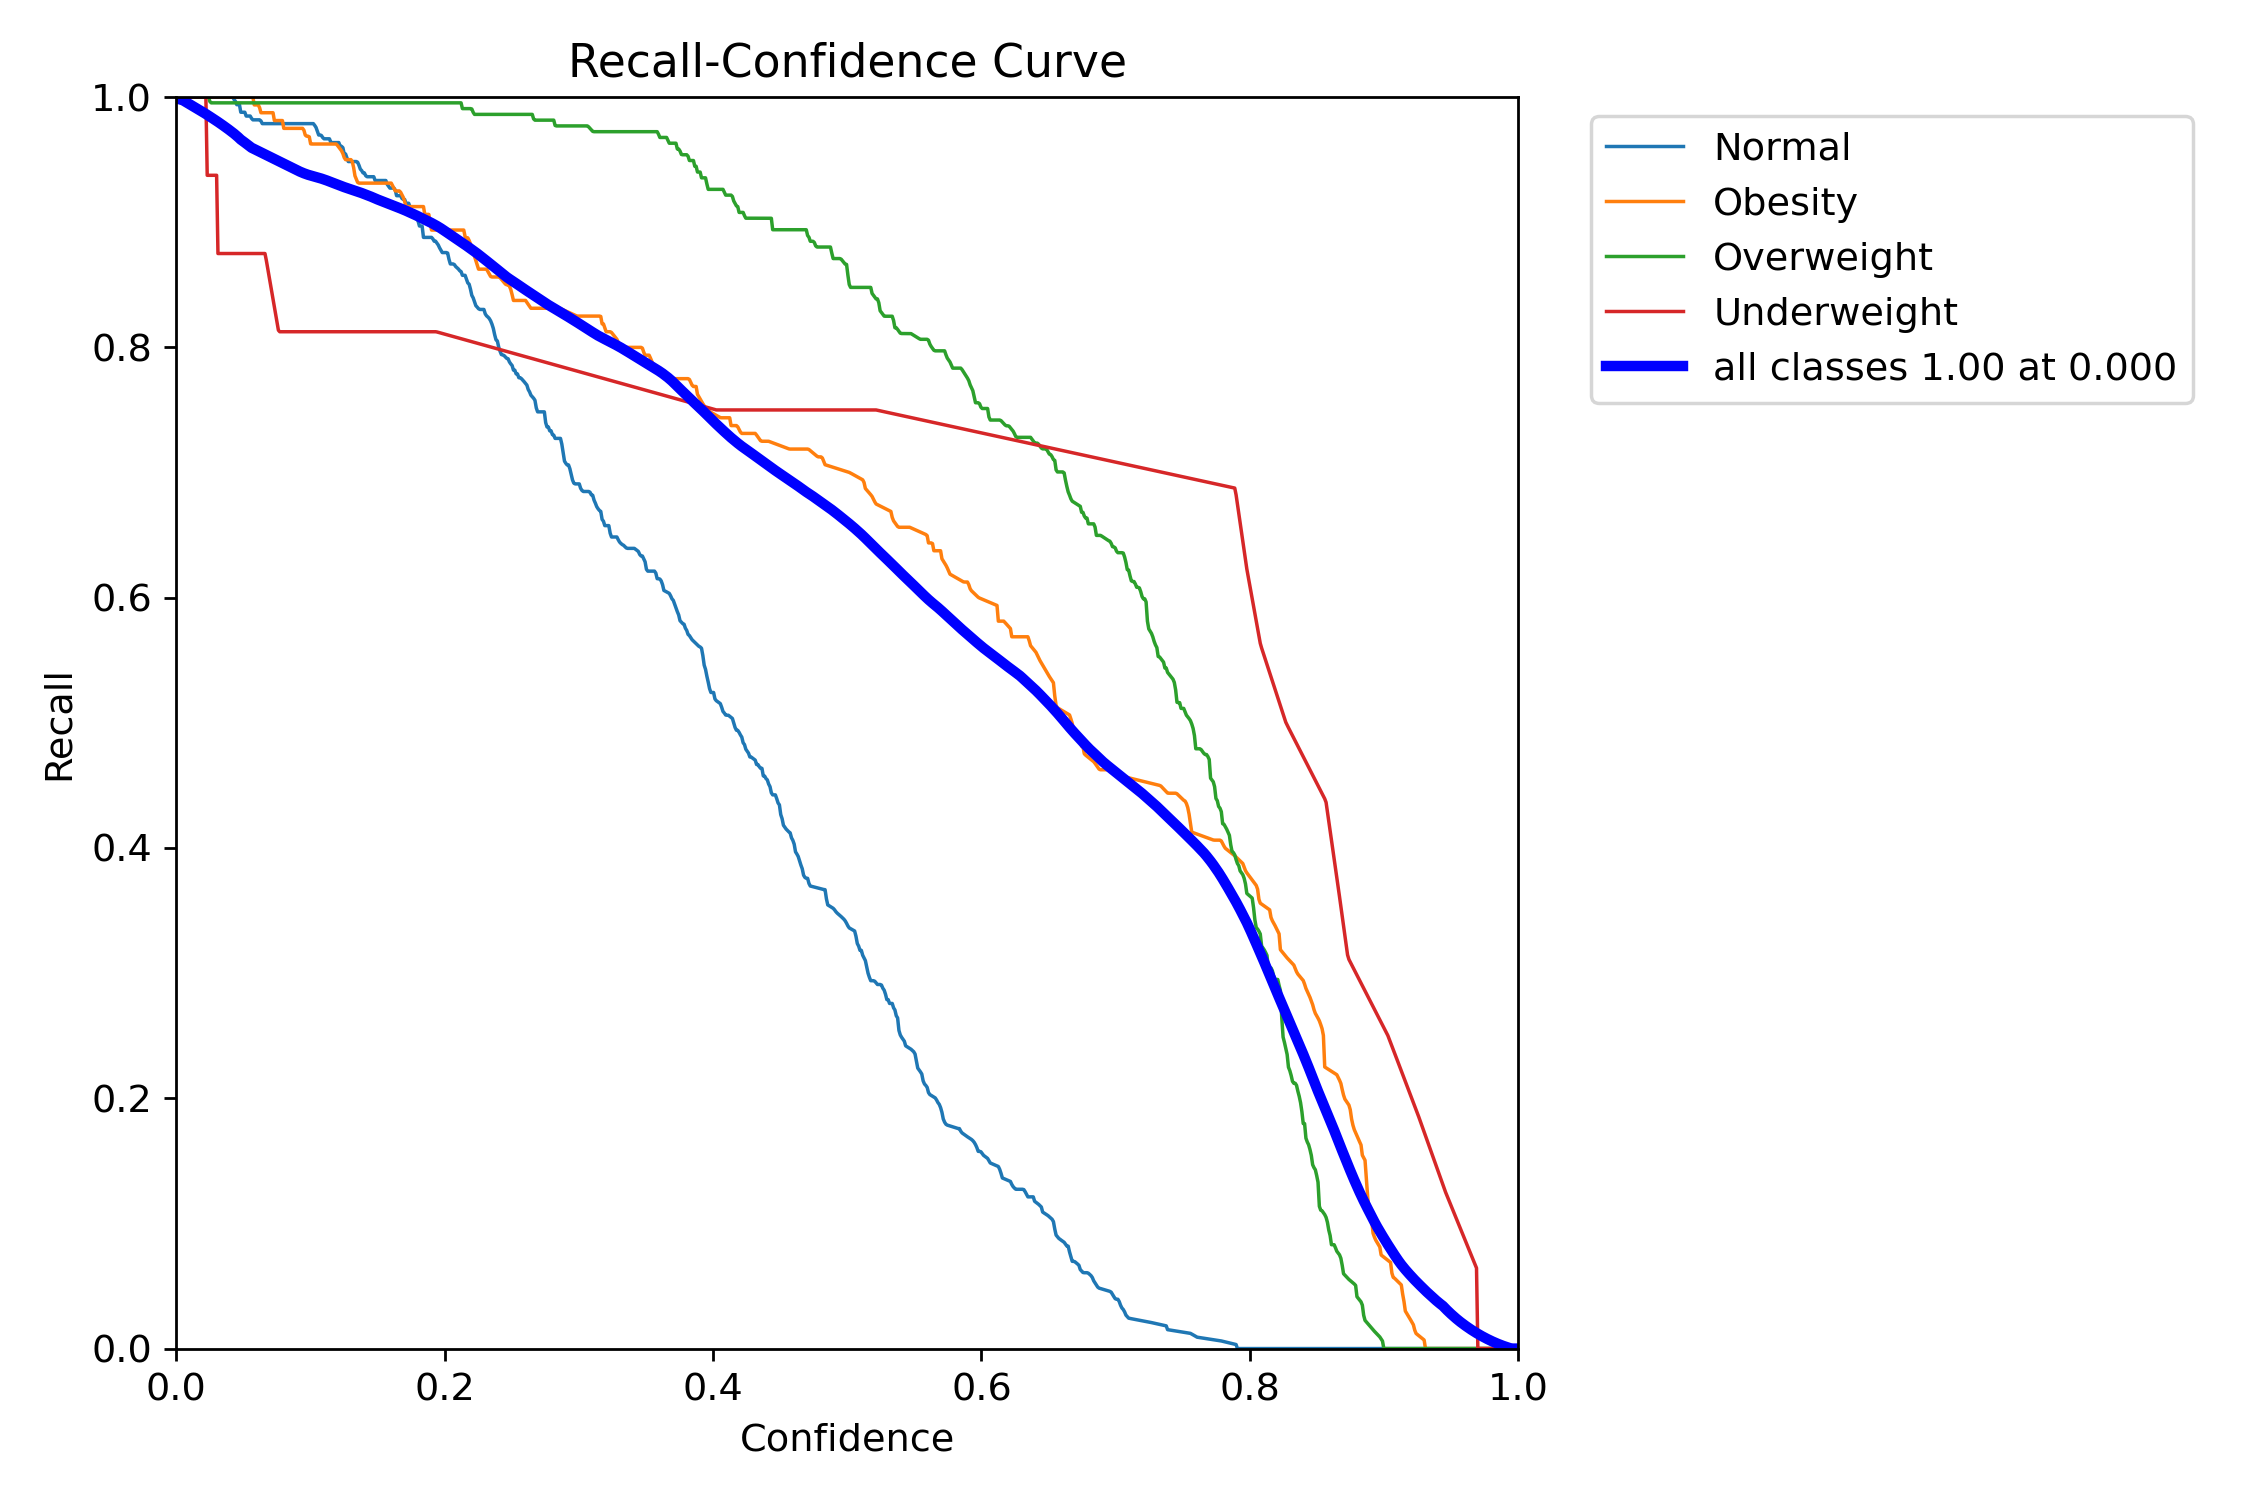 Recall-Confidence Curve
1.0
0.8
0.6
0.4
0.2
0.0
Recall
0.0 0.2 0.4 0.6 0.8 1.0
Confidence
Normal
Obesity
Overweight
Underweight
all classes 1.00 at 0.000